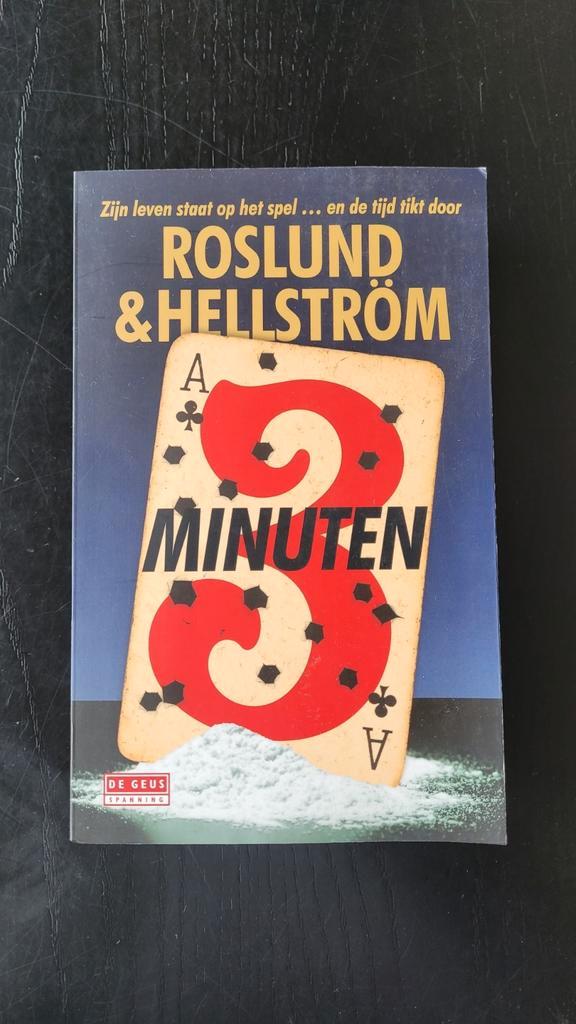 Zijn leven staat op het spel ... en de tijd tikt door
ROSLUND
& HELLSTRÖM
A
3
MINUTEN
A
DE GEUS
SPANNING